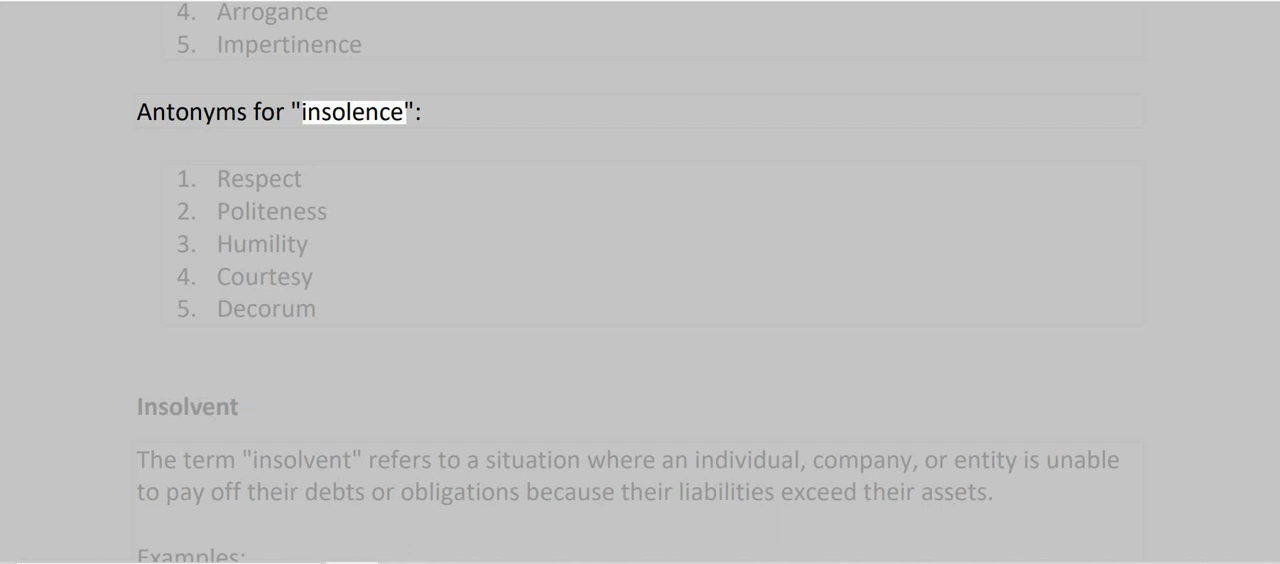 4. Arrogance
5. Impertinence
Antonyms for "insolence":
1. Respect
2. Politeness
3. Humility
4. Courtesy
5. Decorum
Insolvent
The term "insolvent" refers to a situation where an individual, company, or entity is unable
to pay off their debts or obligations because their liabilities exceed their assets.
Examples: